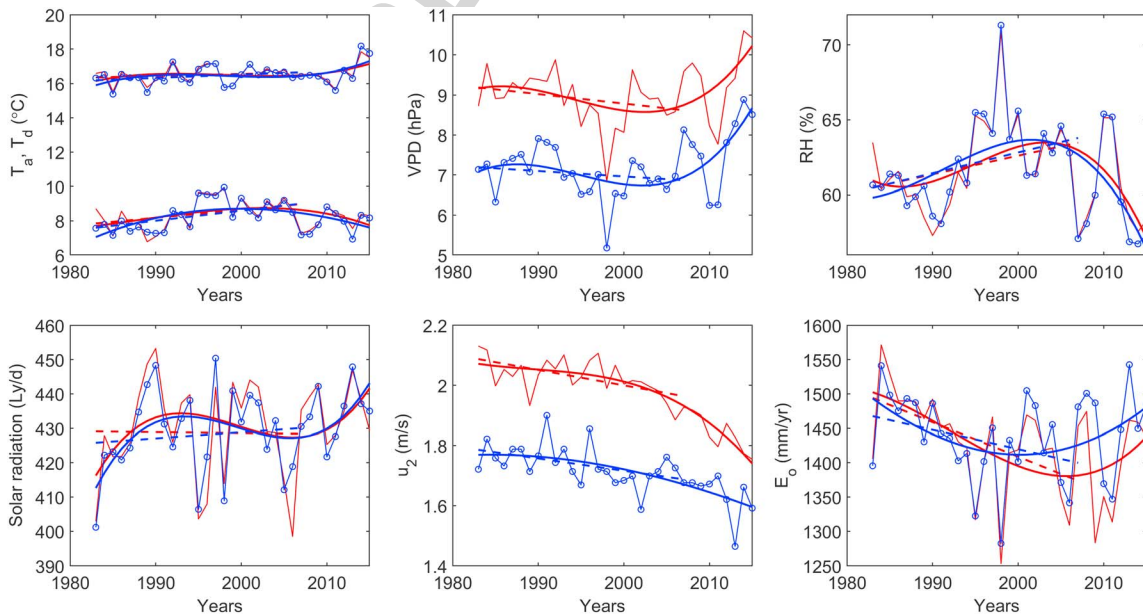 20
18
16
14
12
10
8
6
1980 1990 2000 2010
Years
T_a, T_d (°C)
11
10
9
8
7
6
5
1980 1990 2000 2010
Years
VPD (hPa)
70
65
60
1980 1990 2000 2010
Years
RH (%)
460
450
440
430
420
410
400
390
1980 1990 2000 2010
Years
Solar radiation (Ly/d)
2.2
2
1.8
1.6
1.4
1980 1990 2000 2010
Years
u_2 (m/s)
1600
1550
1500
1450
1400
1350
1300
1250
1980 1990 2000 2010
Years
E_o (mm/yr)